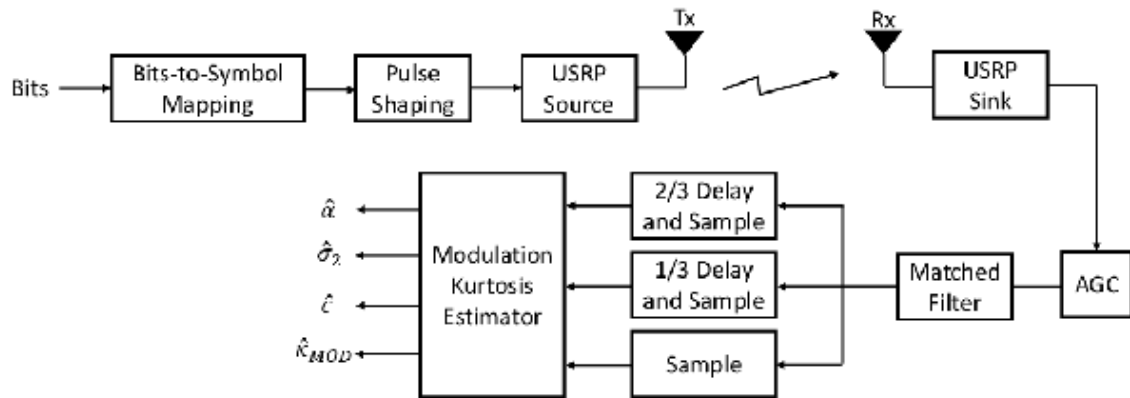 Tx
Rx
Bits
Bits-to-Symbol
Mapping
Pulse
Shaping
USRP
Source
USRP
Sink
α̂
σ̂₂
ĉ
κ̂_MOD
Modulation
Kurtosis
Estimator
2/3 Delay
and Sample
1/3 Delay
and Sample
Sample
Matched
Filter
AGC